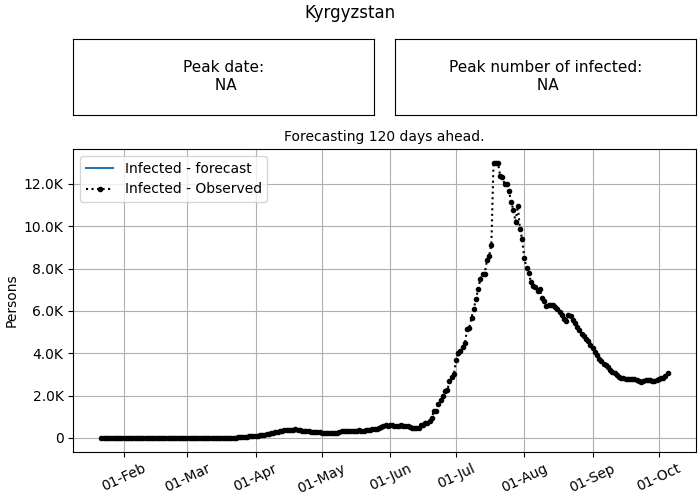 Kyrgyzstan
Peak date:
NA
Peak number of infected:
NA
Forecasting 120 days ahead.
Infected - forecast
Infected - Observed
12.0K
10.0K
8.0K
6.0K
4.0K
2.0K
0
Persons
01-Feb
01-Mar
01-Apr
01-May
01-Jun
01-Jul
01-Aug
01-Sep
01-Oct